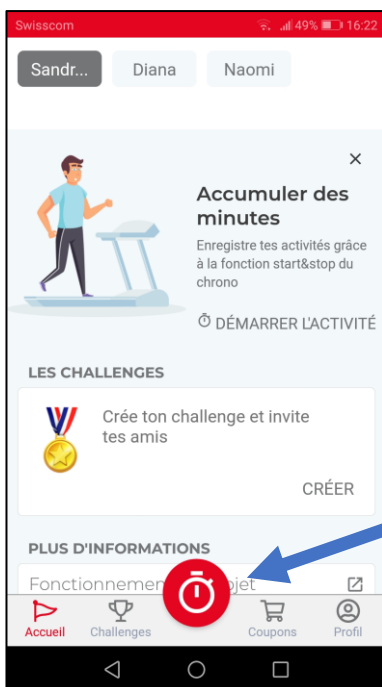 Swisscom 49% 16:22
Sandr... Diana Naomi
Accumuler des
minutes
Enregistre tes activités grâce
à la fonction start&stop du
chrono
DÉMARRER L'ACTIVITÉ
LES CHALLENGES
Crée ton challenge et invite
tes amis
CRÉER
PLUS D'INFORMATIONS
Fonctionnement ojet
Accueil Challenges Coupons Profil